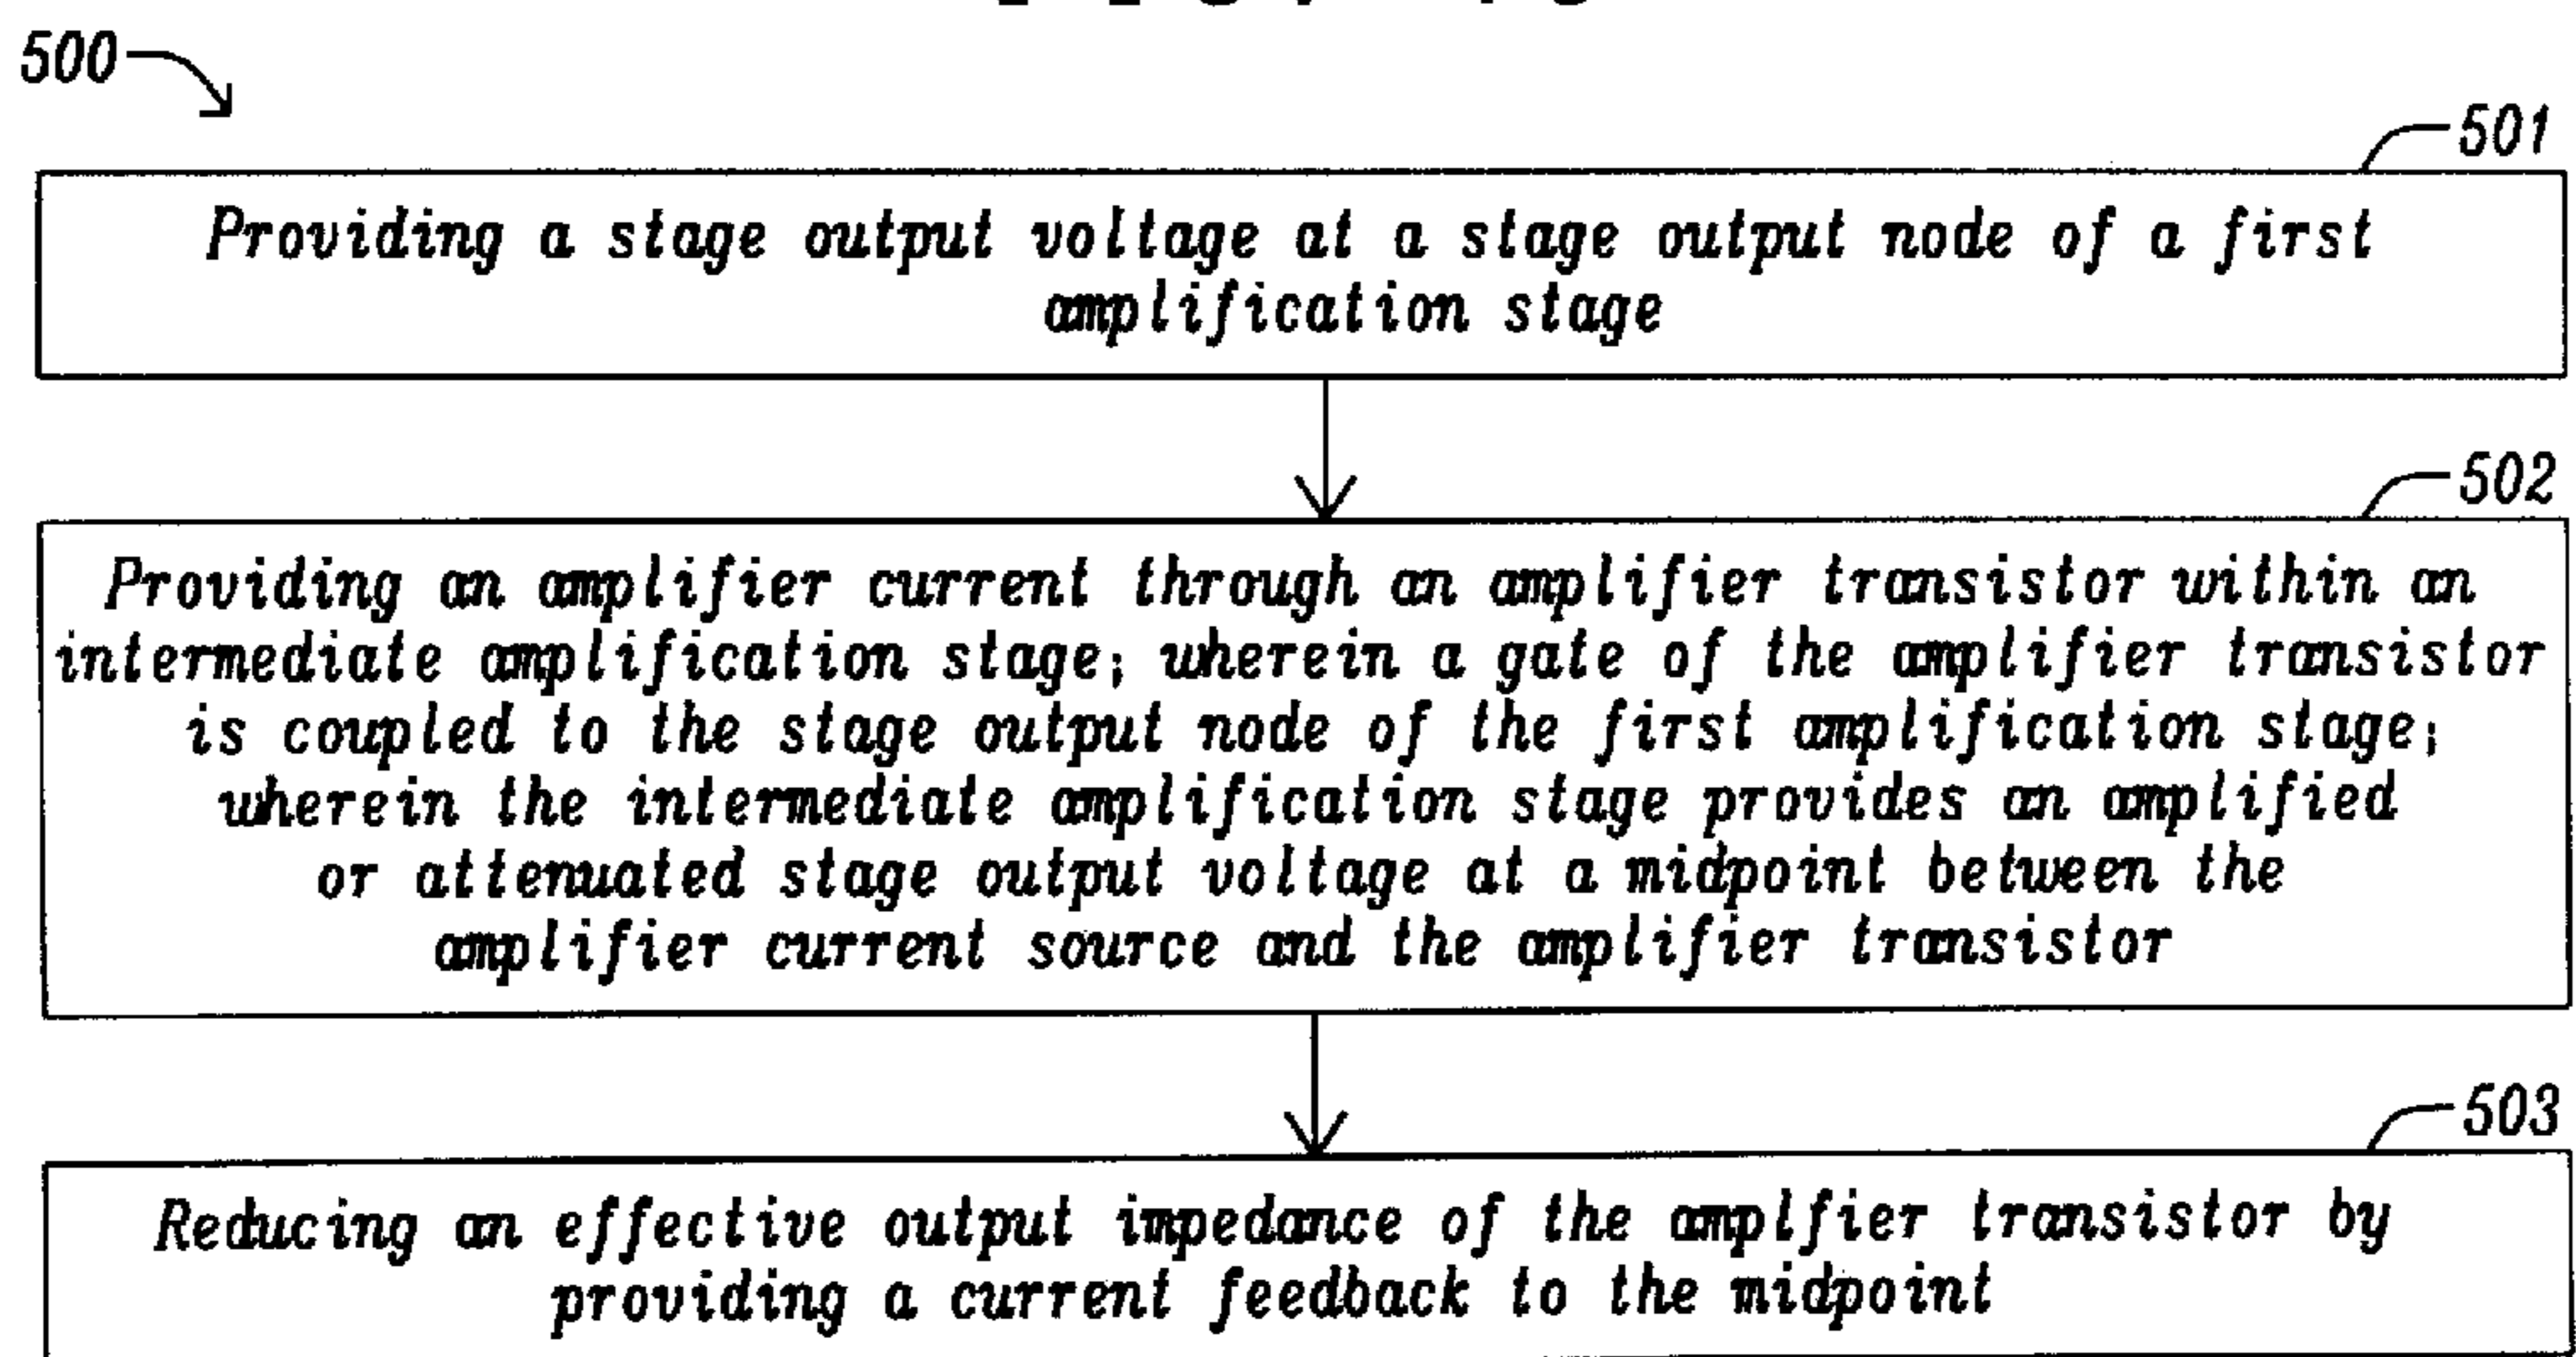 500
501
Providing a stage output voltage at a stage output node of a first
amplification stage
502
Providing an amplifier current through an amplifier transistor within an
intermediate amplification stage; wherein a gate of the amplifier transistor
is coupled to the stage output node of the first amplification stage;
wherein the intermediate amplification stage provides an amplified
or attenuated stage output voltage at a midpoint between the
amplifier current source and the amplifier transistor
503
Reducing an effective output impedance of the amplfier transistor by
providing a current feedback to the midpoint